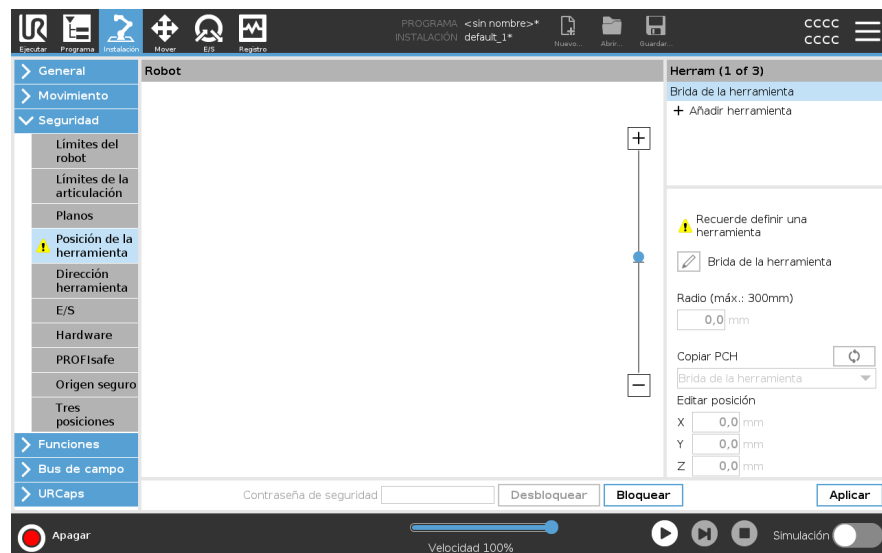 PROGRAMA <sin nombre>*
INSTALACIÓN default_1*
Ejecutar
Programa
Instalación
Mover
E/S
Registro
Nuevo...
Abrir...
Guardar...
CCCC
CCCC
General
Movimiento
Seguridad
Límites del
robot
Límites de la
articulación
Planos
Posición de la
herramienta
Dirección
herramienta
E/S
Hardware
PROFIsafe
Origen seguro
Tres
posiciones
Funciones
Bus de campo
URCaps
Robot
Herram (1 of 3)
Brida de la herramienta
+ Añadir herramienta
Recuerde definir una
herramienta
Brida de la herramienta
Radio (máx.: 300mm)
0,0 mm
Copiar PCH
Brida de la herramienta
Editar posición
X 0,0 mm
Y 0,0 mm
Z 0,0 mm
Contraseña de seguridad
Desbloquear
Bloquear
Aplicar
Apagar
Velocidad 100%
Simulación